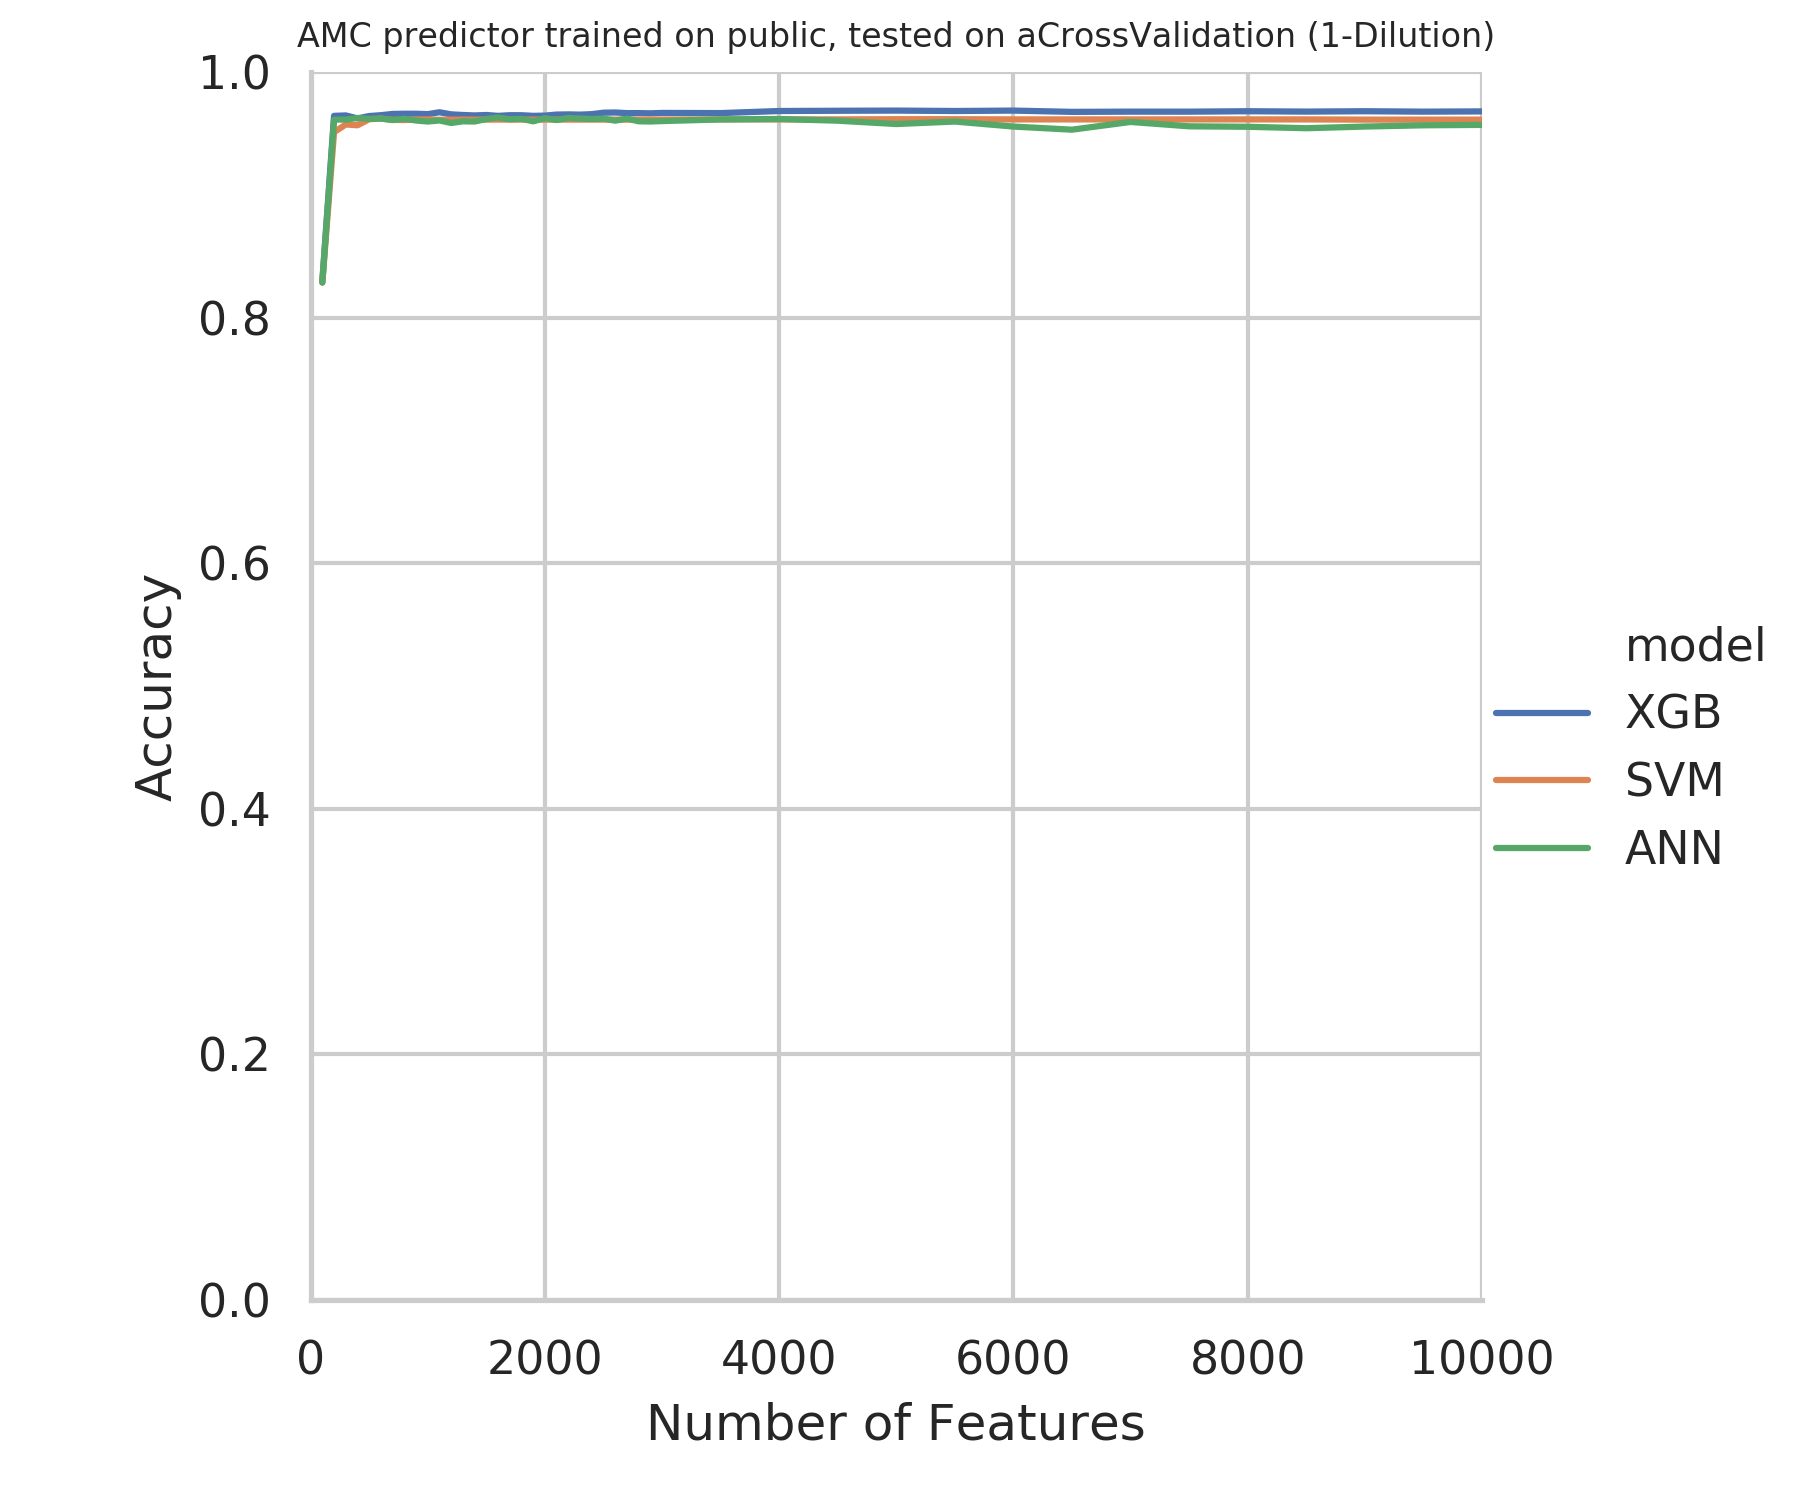 AMC predictor trained on public, tested on aCrossValidation (1-Dilution)
1.0
0.8
0.6
0.4
0.2
0.0
Accuracy
0 2000 4000 6000 8000 10000
Number of Features
model
XGB
SVM
ANN